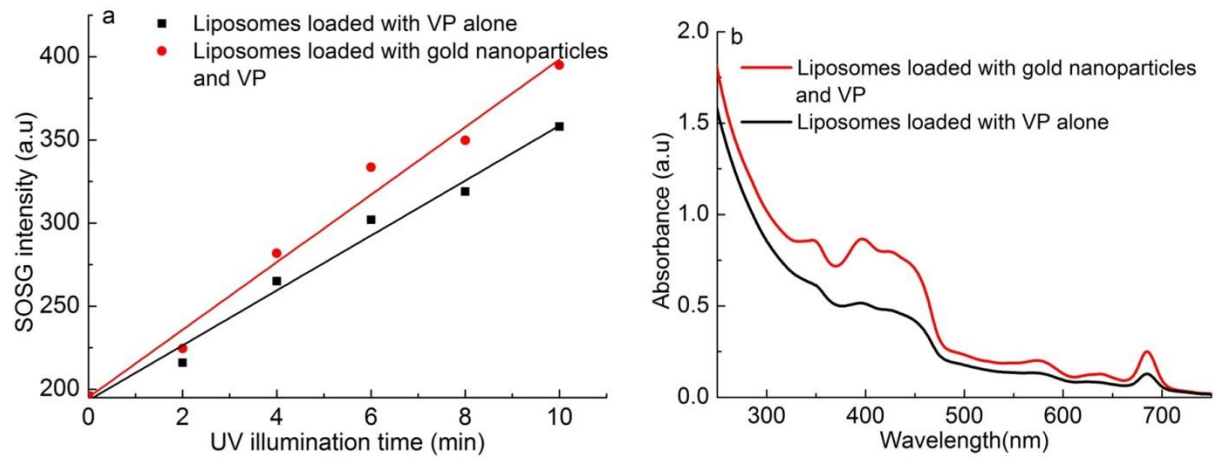 a
Liposomes loaded with VP alone
Liposomes loaded with gold nanoparticles
and VP
400
350
300
250
200
SOSG intensity (a.u)
0 2 4 6 8 10
UV illumination time (min)
b
Liposomes loaded with gold nanoparticles
and VP
Liposomes loaded with VP alone
2.0
1.5
1.0
0.5
0.0
Absorbance (a.u)
300 400 500 600 700
Wavelength(nm)